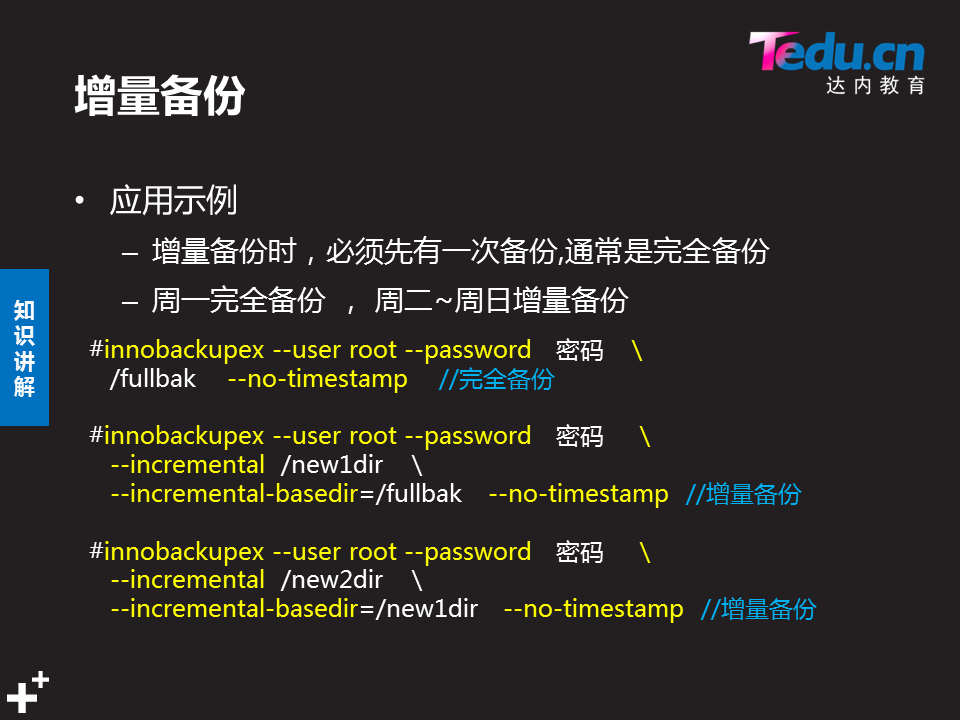 Tedu.cn
达内教育
增量备份
• 应用示例
– 增量备份时，必须先有一次备份,通常是完全备份
– 周一完全备份 ， 周二~周日增量备份
知识讲解
#innobackupex --user root --password 密码 \
/fullbak --no-timestamp //完全备份
#innobackupex --user root --password 密码 \
--incremental /new1dir \
--incremental-basedir=/fullbak --no-timestamp //增量备份
#innobackupex --user root --password 密码 \
--incremental /new2dir \
--incremental-basedir=/new1dir --no-timestamp //增量备份